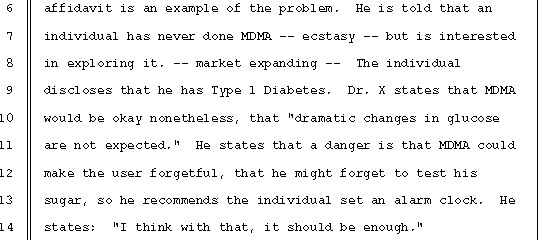 6 affidavit is an example of the problem. He is told that an
7 individual has never done MDMA -- ecstasy -- but is interested
8 in exploring it. -- market expanding -- The individual
9 discloses that he has Type 1 Diabetes. Dr. X states that MDMA
10 would be okay nonetheless, that "dramatic changes in glucose
11 are not expected." He states that a danger is that MDMA could
12 make the user forgetful, that he might forget to test his
13 sugar, so he recommends the individual set an alarm clock. He
14 states: "I think with that, it should be enough."